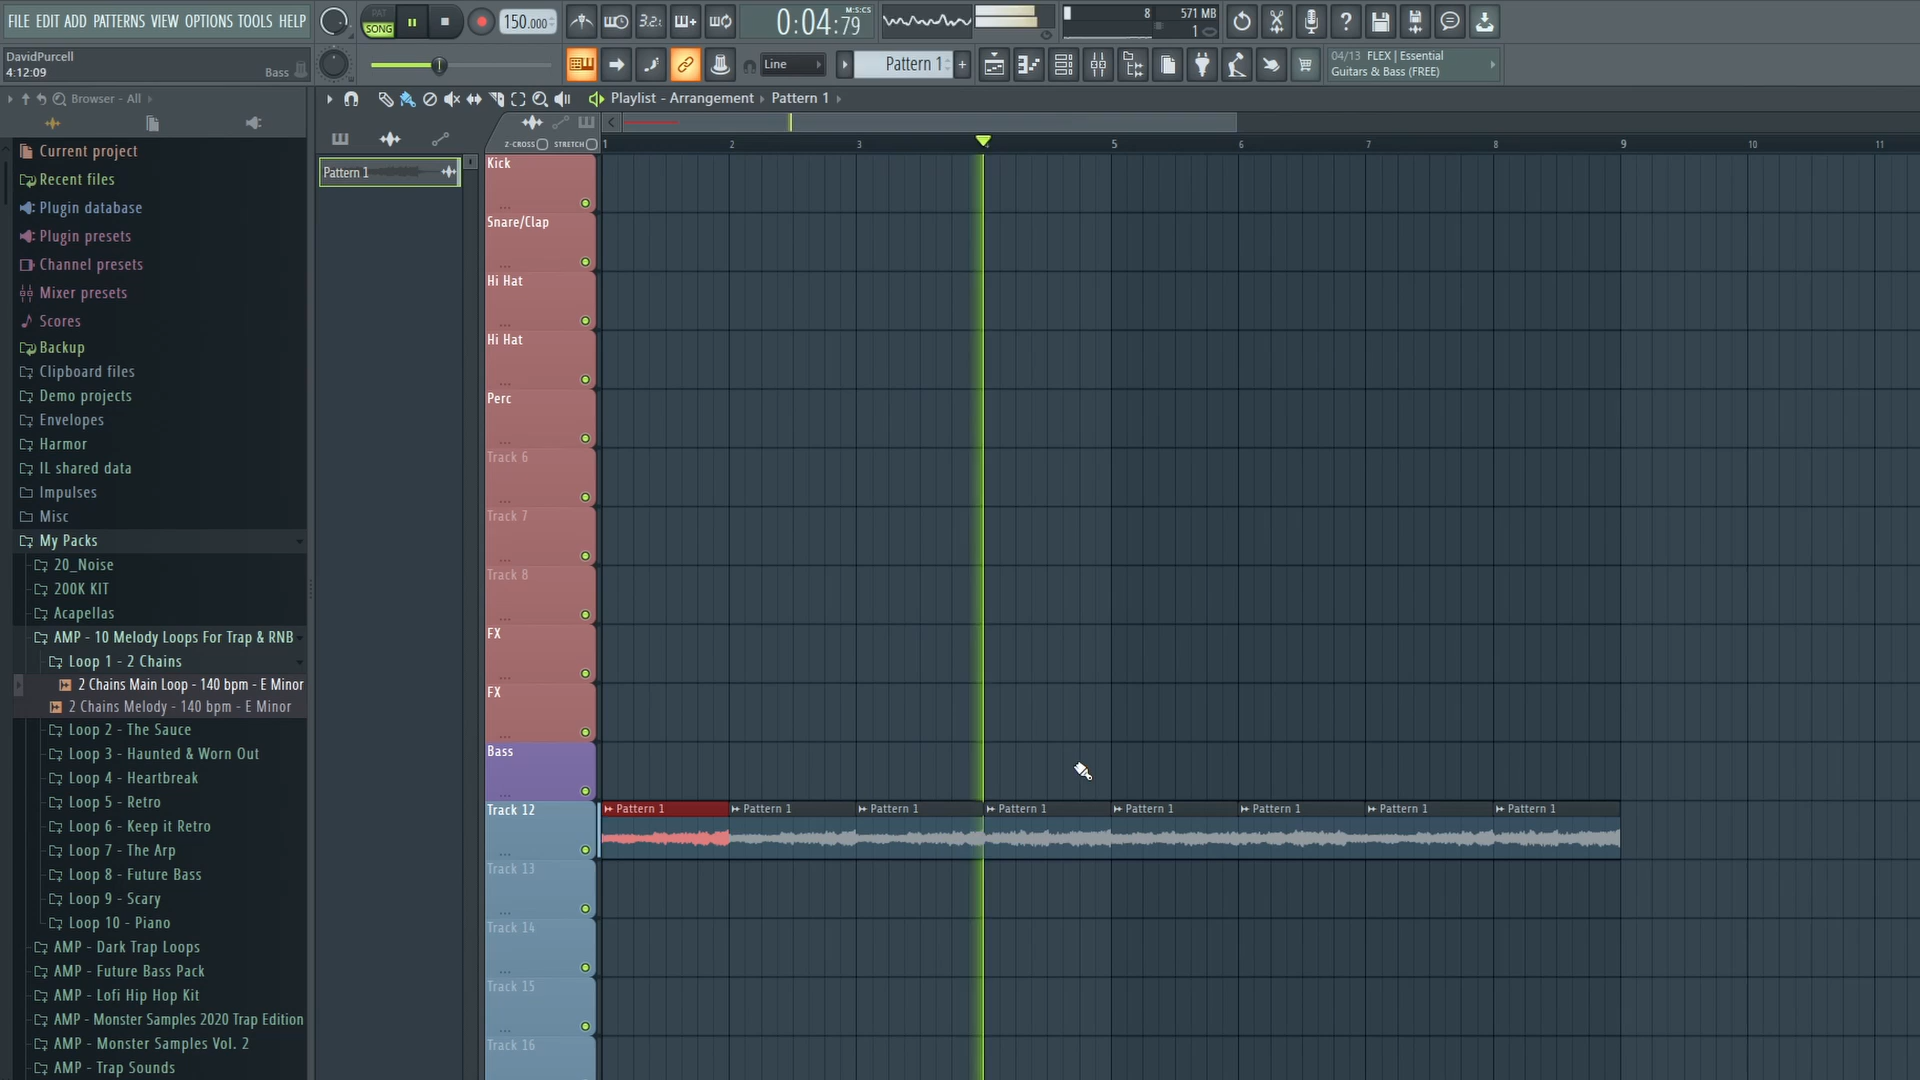 FILE EDIT ADD PATTERNS VIEW OPTIONS TOOLS HELP
PAT
SONG
150.000
3.2.
0:04:79
M:S:CS
8
571 MB
1
DavidPurcell
4:12:09
Bass
Line
Pattern 1
04/13 FLEX | Essential
Guitars & Bass (FREE)
Browser - All
Playlist - Arrangement › Pattern 1 ›
Z-CROSS
STRETCH
1 2 3 4 5 6 7 8 9 10 11
Current project
Recent files
Plugin database
Plugin presets
Channel presets
Mixer presets
Scores
Backup
Clipboard files
Demo projects
Envelopes
Harmor
IL shared data
Impulses
Misc
My Packs
20_Noise
200K KIT
Acapellas
AMP - 10 Melody Loops For Trap & RNB
Loop 1 - 2 Chains
2 Chains Main Loop - 140 bpm - E Minor
2 Chains Melody - 140 bpm - E Minor
Loop 2 - The Sauce
Loop 3 - Haunted & Worn Out
Loop 4 - Heartbreak
Loop 5 - Retro
Loop 6 - Keep it Retro
Loop 7 - The Arp
Loop 8 - Future Bass
Loop 9 - Scary
Loop 10 - Piano
AMP - Dark Trap Loops
AMP - Future Bass Pack
AMP - Lofi Hip Hop Kit
AMP - Monster Samples 2020 Trap Edition
AMP - Monster Samples Vol. 2
AMP - Trap Sounds
Pattern 1
Kick
Snare/Clap
Hi Hat
Hi Hat
Perc
Track 6
Track 7
Track 8
FX
FX
Bass
Track 12
Pattern 1 Pattern 1 Pattern 1 Pattern 1 Pattern 1 Pattern 1 Pattern 1 Pattern 1
Track 13
Track 14
Track 15
Track 16